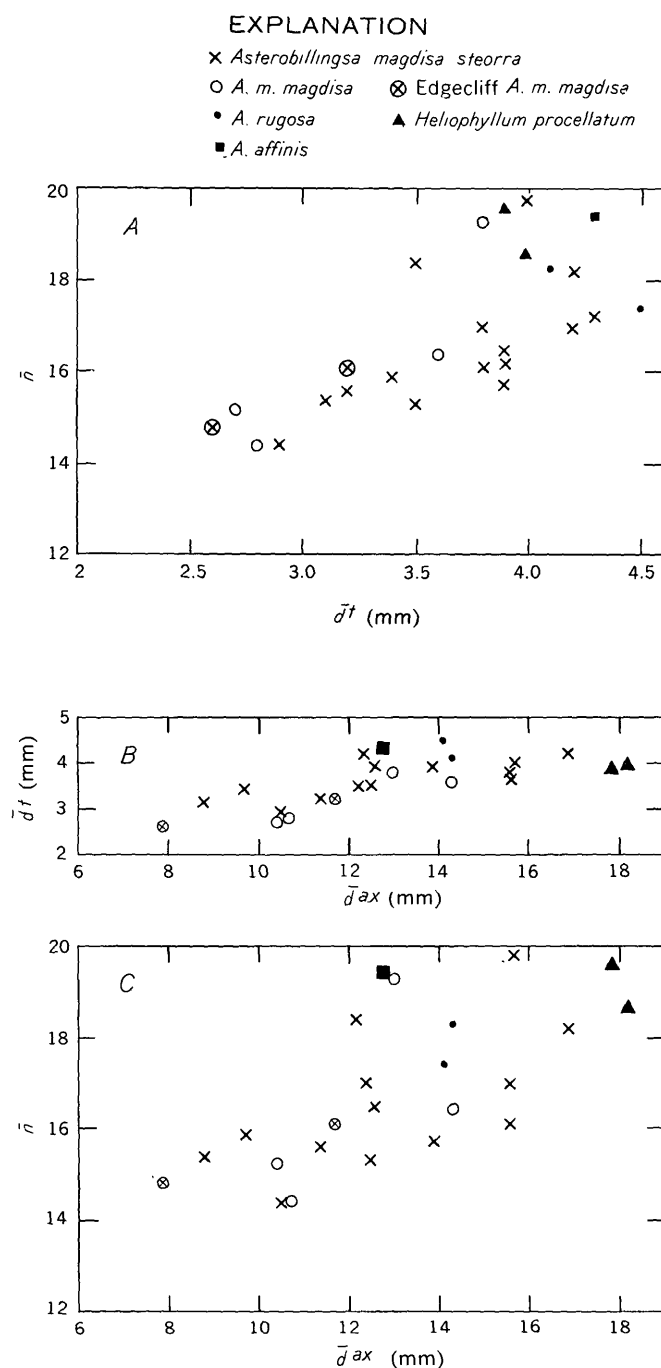 EXPLANATION
× Asterobillingsa magdisa steorra
○ A. m. magdisa ⊗ Edgecliff A. m. magdisa
• A. rugosa ▲ Heliophyllum procellatum
■ A. affinis
A
20
18
16
14
12
n̄
2 2.5 3.0 3.5 4.0 4.5
d̄t (mm)
B
5
4
3
2
d̄t (mm)
6 8 10 12 14 16 18
d̄ax (mm)
C
20
18
16
14
12
n̄
6 8 10 12 14 16 18
d̄ax (mm)